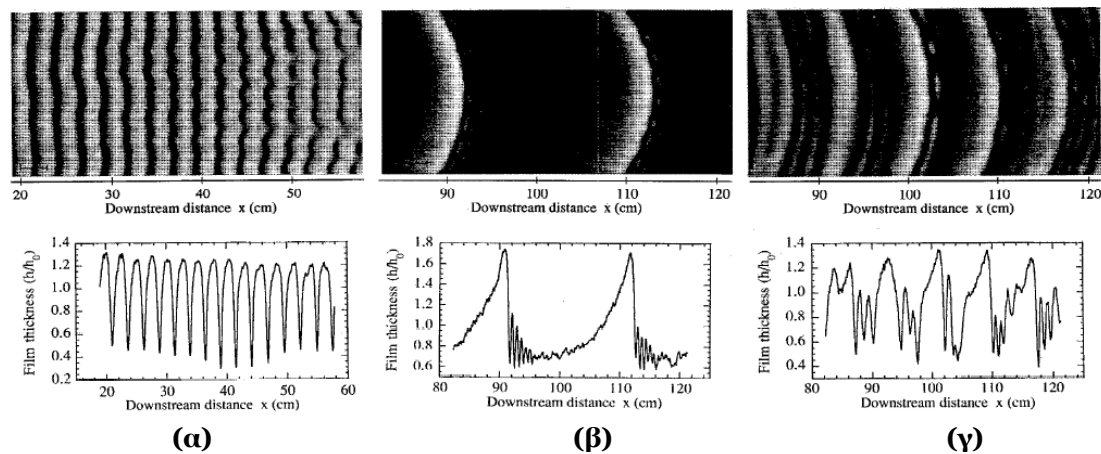 20 30 40 50
Downstream distance x (cm)
90 100 110 120
Downstream distance x (cm)
90 100 110 120
Downstream distance x (cm)
Film thickness (h/h0)
1.4
1.2
1.0
0.8
0.6
0.4
0.2
20 30 40 50 60
Downstream distance x (cm)
(α)
Film thickness (h/h0)
1.8
1.6
1.4
1.2
1.0
0.8
0.6
90 100 110 120
Downstream distance x (cm)
(β)
Film thickness (h/h0)
1.4
1.2
1.0
0.8
0.6
0.4
80 90 100 110 120
Downstream distance x (cm)
(γ)